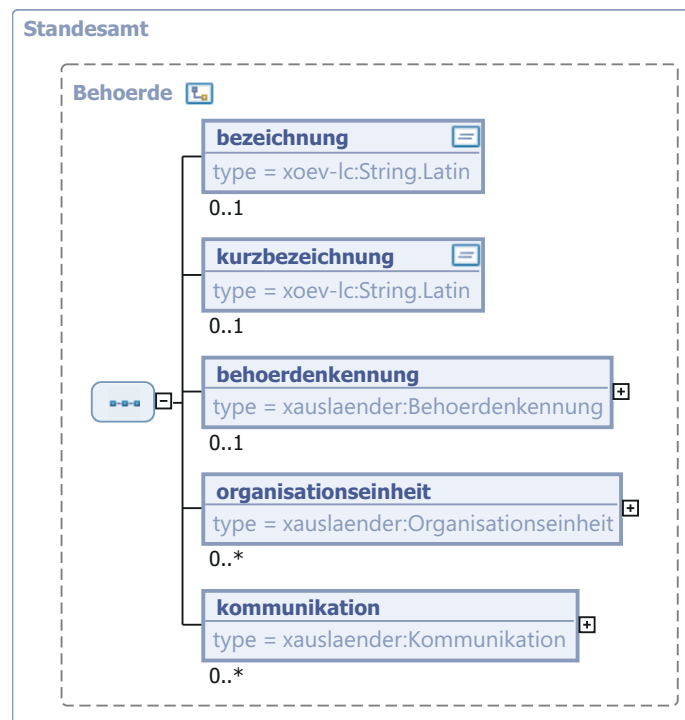 Standesamt
Behoerde
bezeichnung
type = xoev-lc:String.Latin
0..1
kurzbezeichnung
type = xoev-lc:String.Latin
0..1
behoerdenkennung
type = xauslaender:Behoerdenkennung
0..1
organisationseinheit
type = xauslaender:Organisationseinheit
0..*
kommunikation
type = xauslaender:Kommunikation
0..*